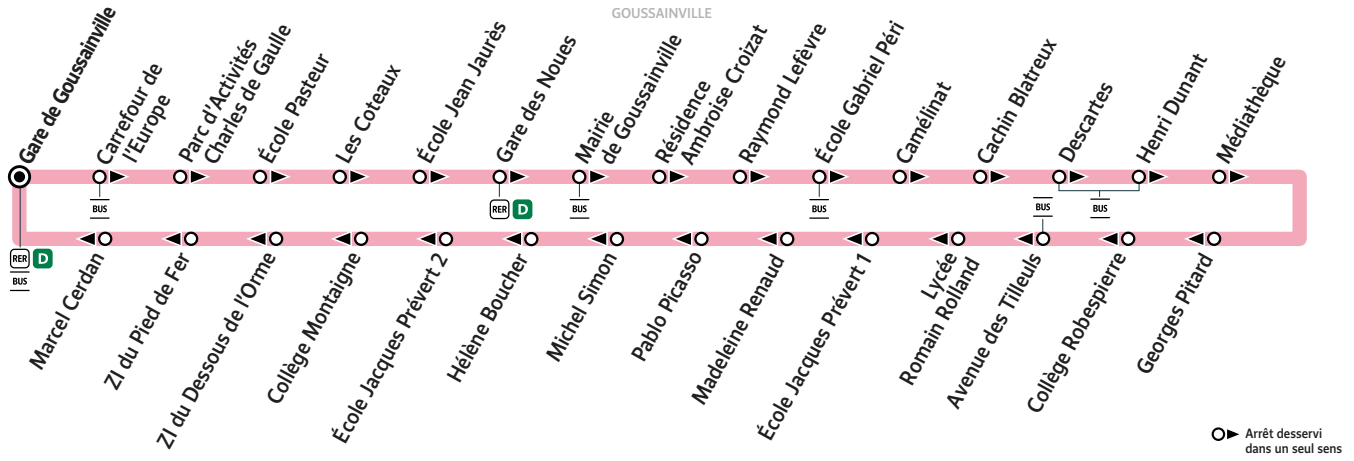 GOUSSAINVILLE
Gare de Goussainville
Carrefour de
l'Europe
Parc d'Activités
Charles de Gaulle
École Pasteur
Les Coteaux
École Jean Jaurès
Gare des Noues
Mairie
de Goussainville
Résidence
Ambroise Croizat
Raymond Lefèvre
École Gabriel Péri
Camélinat
Cachin Blatreux
Descartes
Henri Dunant
Médiathèque
BUS
RER D
BUS
BUS
BUS
BUS
RER D
BUS
Marcel Cerdan
ZI du Pied de Fer
ZI du Dessous de l'Orme
Collège Montaigne
École Jacques Prévert 2
Hélène Boucher
Michel Simon
Pablo Picasso
Madeleine Renaud
École Jacques Prévert 1
Lycée
Romain Rolland
Avenue des Tilleuls
Collège Robespierre
Georges Pitard
Arrêt desservi
dans un seul sens